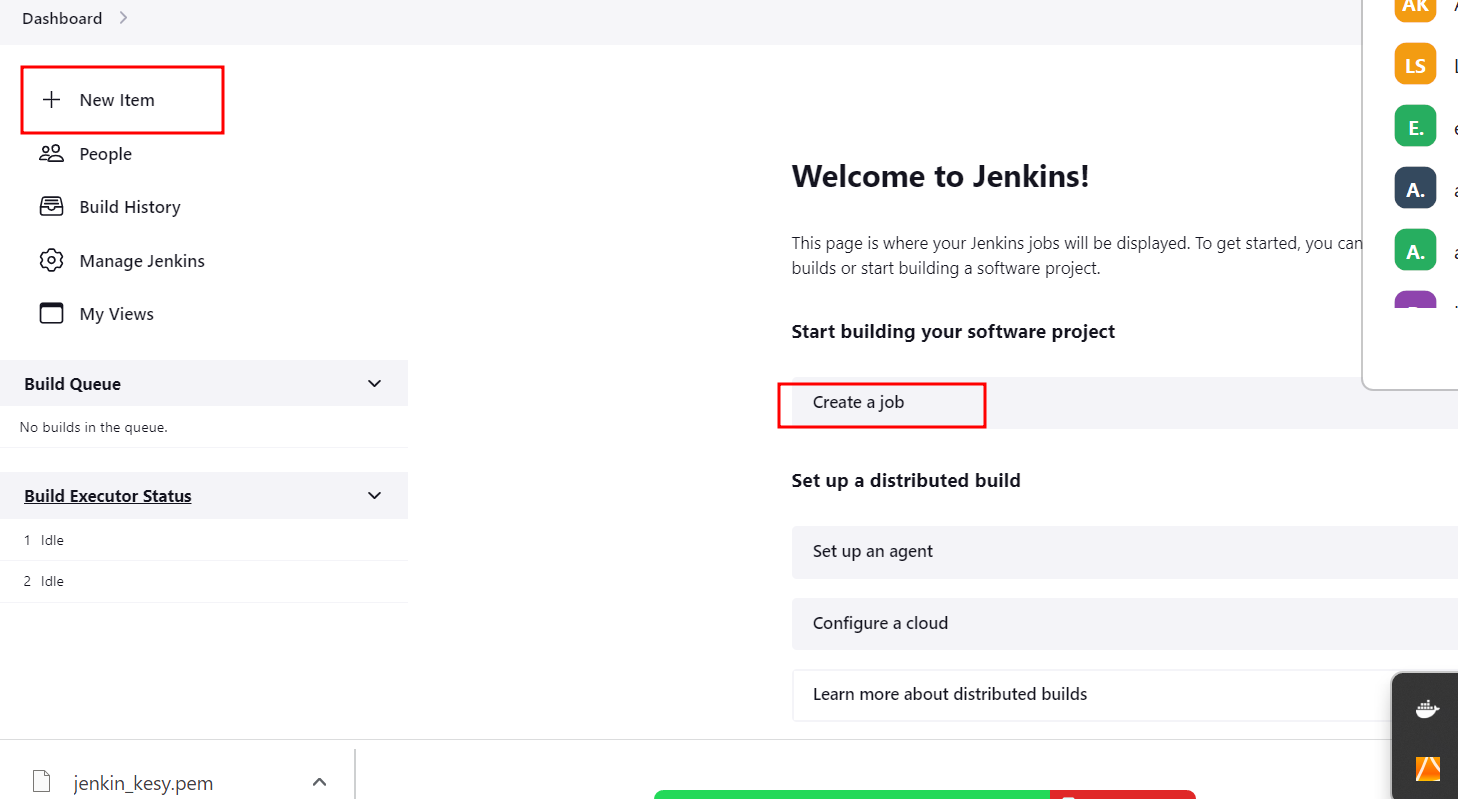 Dashboard
New Item
People
Build History
Manage Jenkins
My Views
Build Queue
No builds in the queue.
Build Executor Status
1 Idle
2 Idle
Welcome to Jenkins!
This page is where your Jenkins jobs will be displayed. To get started, you can
builds or start building a software project.
Start building your software project
Create a job
Set up a distributed build
Set up an agent
Configure a cloud
Learn more about distributed builds
AK
LS
E.
A.
A.
jenkin_kesy.pem